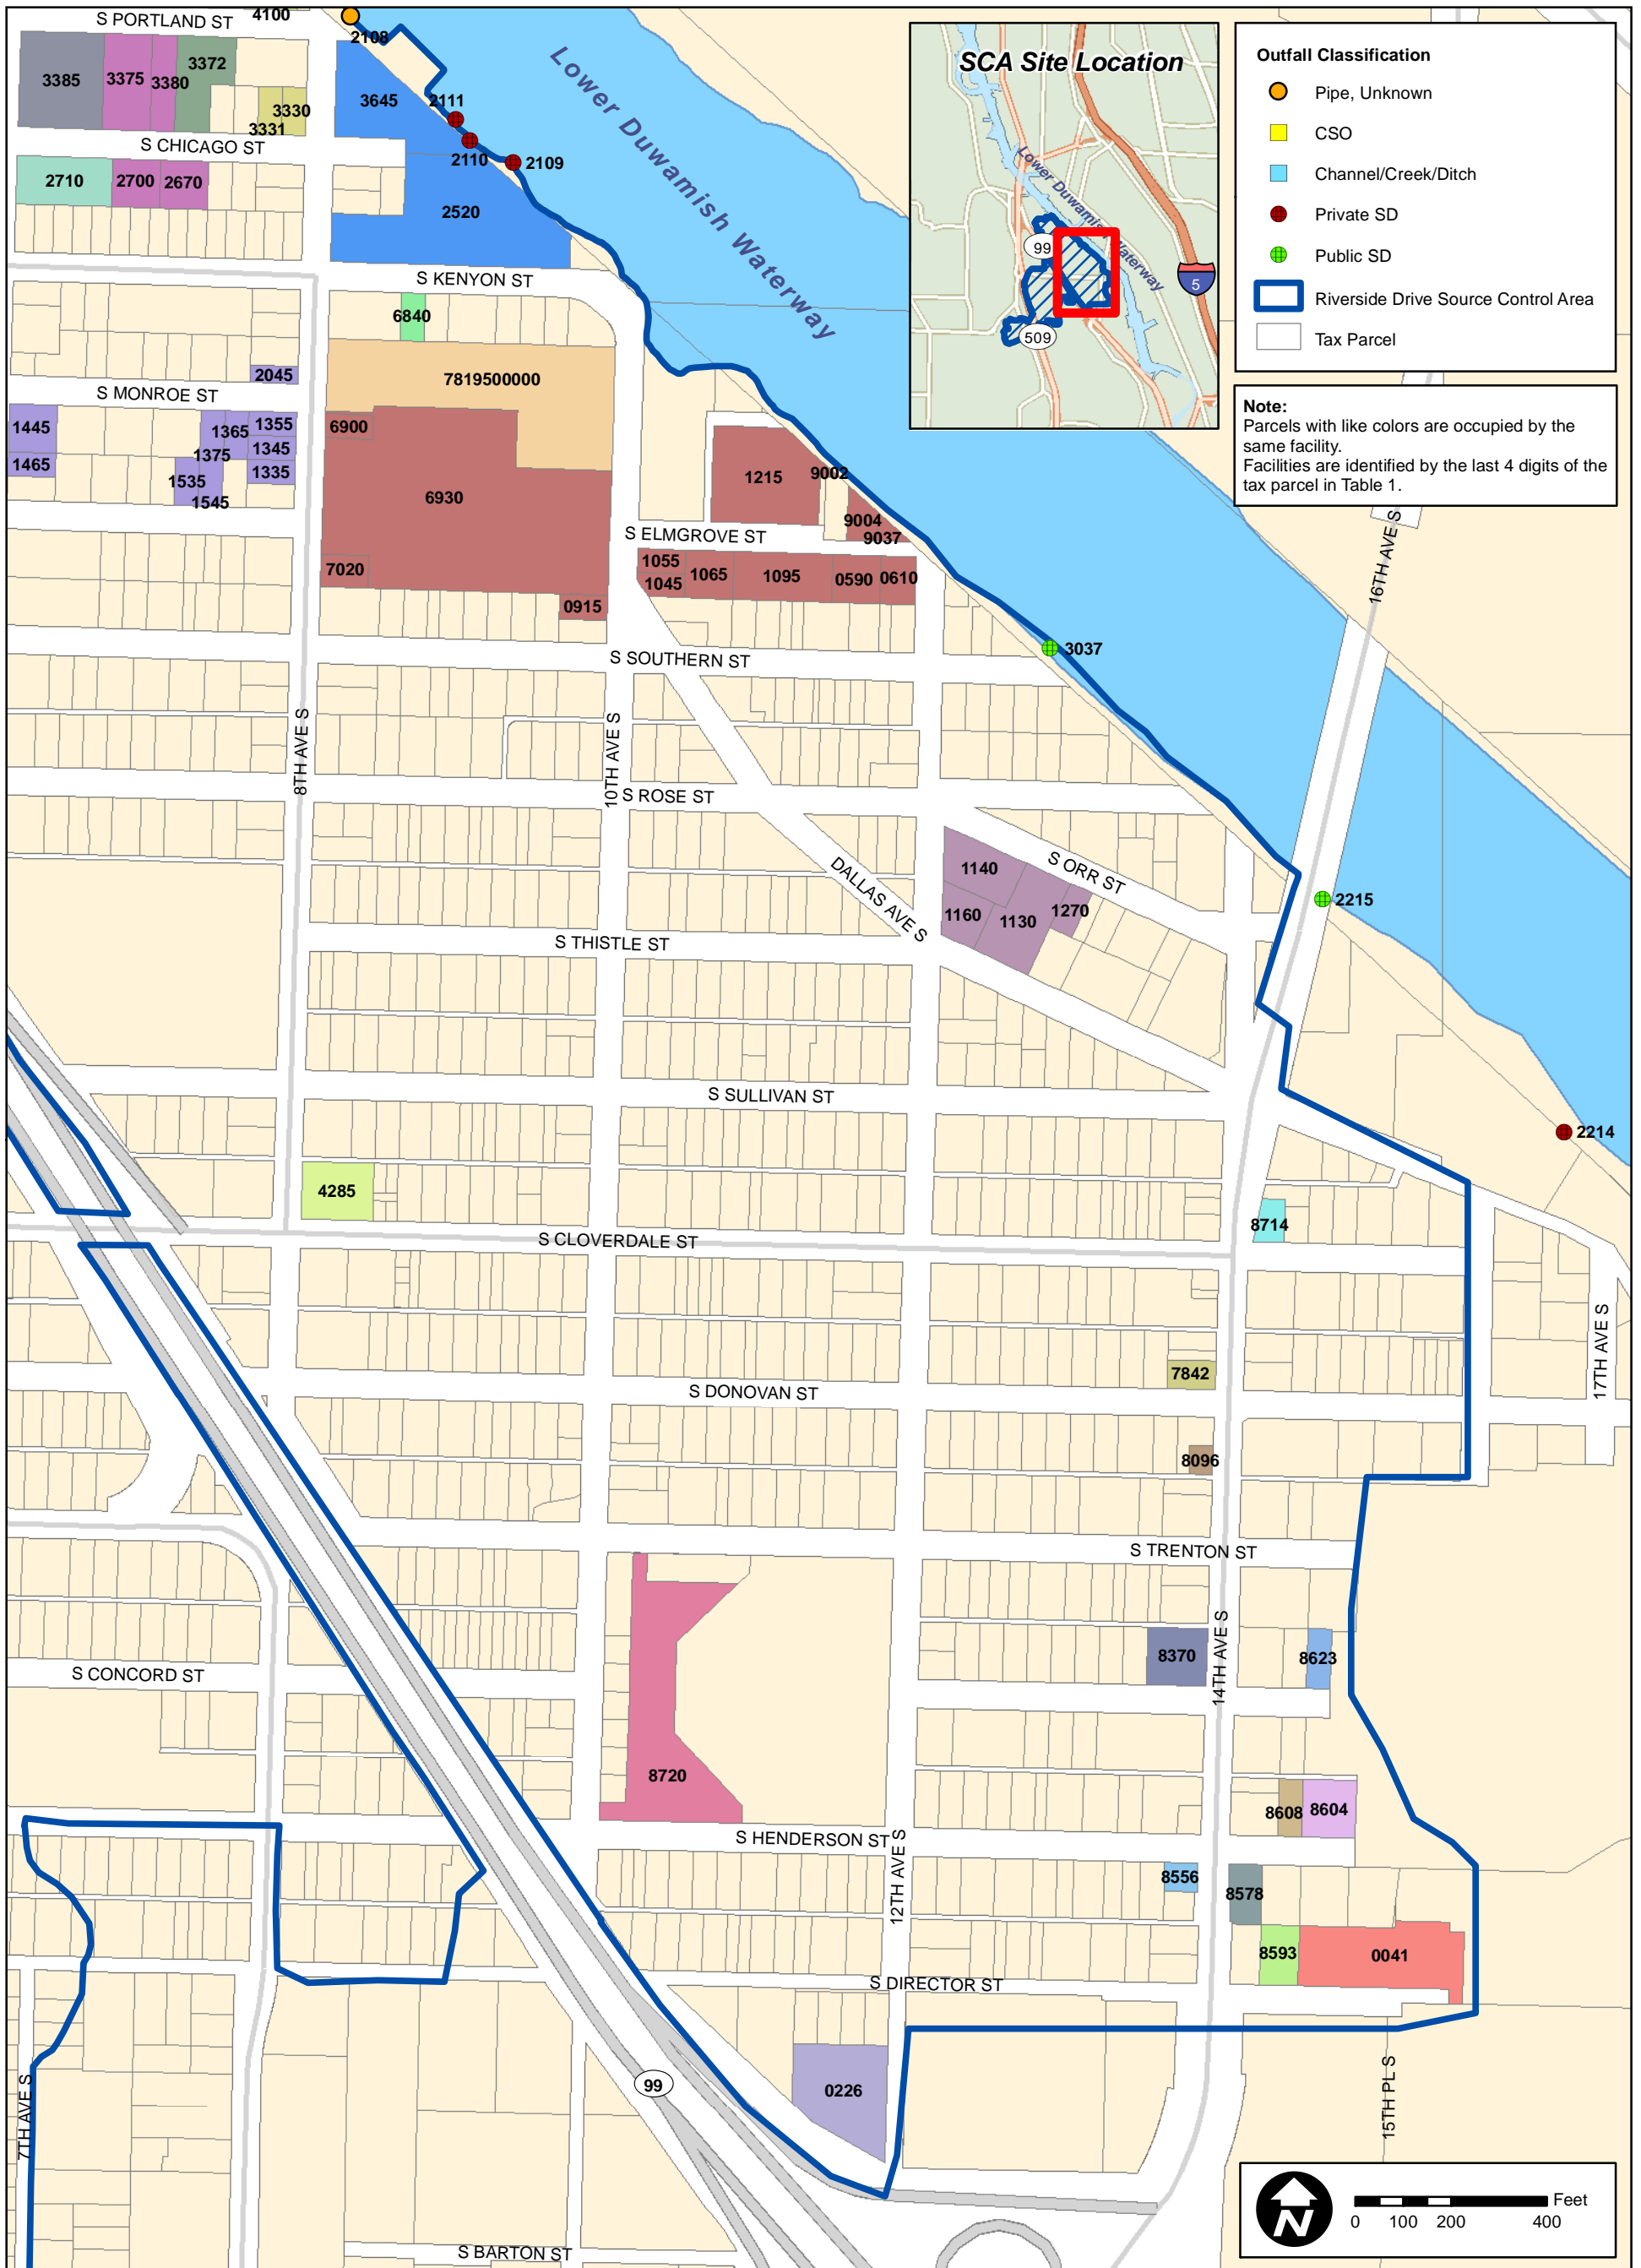 S PORTLAND ST
4100
2108
3385
3375
3380
3372
3330
3331
3645
2111
2110
2109
S CHICAGO ST
2710
2700
2670
2520
Lower Duwamish Waterway
S KENYON ST
6840
7819500000
2045
S MONROE ST
1445
1465
1365
1355
1375
1345
1335
1535
1545
6900
6930
7020
0915
1215
9002
9004
9037
S ELMGROVE ST
1055
1045
1065
1095
0590
0610
3037
S SOUTHERN ST
8TH AVE S
10TH AVE S
S ROSE ST
DALLAS AVE S
S ORR ST
1140
1160
1130
1270
2215
16TH AVE S
S THISTLE ST
S SULLIVAN ST
2214
4285
8714
S CLOVERDALE ST
7842
17TH AVE S
S DONOVAN ST
8096
S TRENTON ST
8370
14TH AVE S
8623
S CONCORD ST
8720
8608
8604
S HENDERSON ST
12TH AVE S
8556
8578
8593
0041
S DIRECTOR ST
0226
99
7TH AVE S
15TH PL S
S BARTON ST
SCA Site Location
Lower Duwamish Waterway
99
509
5
Outfall Classification
Pipe, Unknown
CSO
Channel/Creek/Ditch
Private SD
Public SD
Riverside Drive Source Control Area
Tax Parcel
Note:
Parcels with like colors are occupied by the
same facility.
Facilities are identified by the last 4 digits of the
tax parcel in Table 1.
N
Feet
0 100 200 400